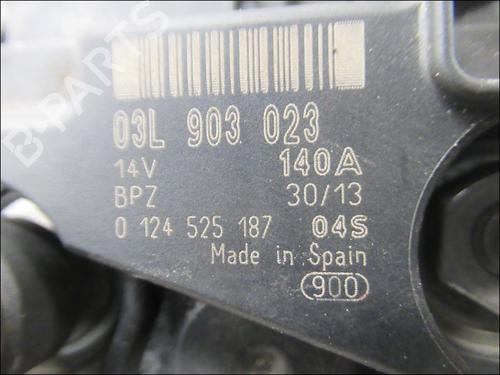 B-PARTS
03L 903 023
14V 140A
BPZ 30/13
0 124 525 187 04S
Made in Spain
900